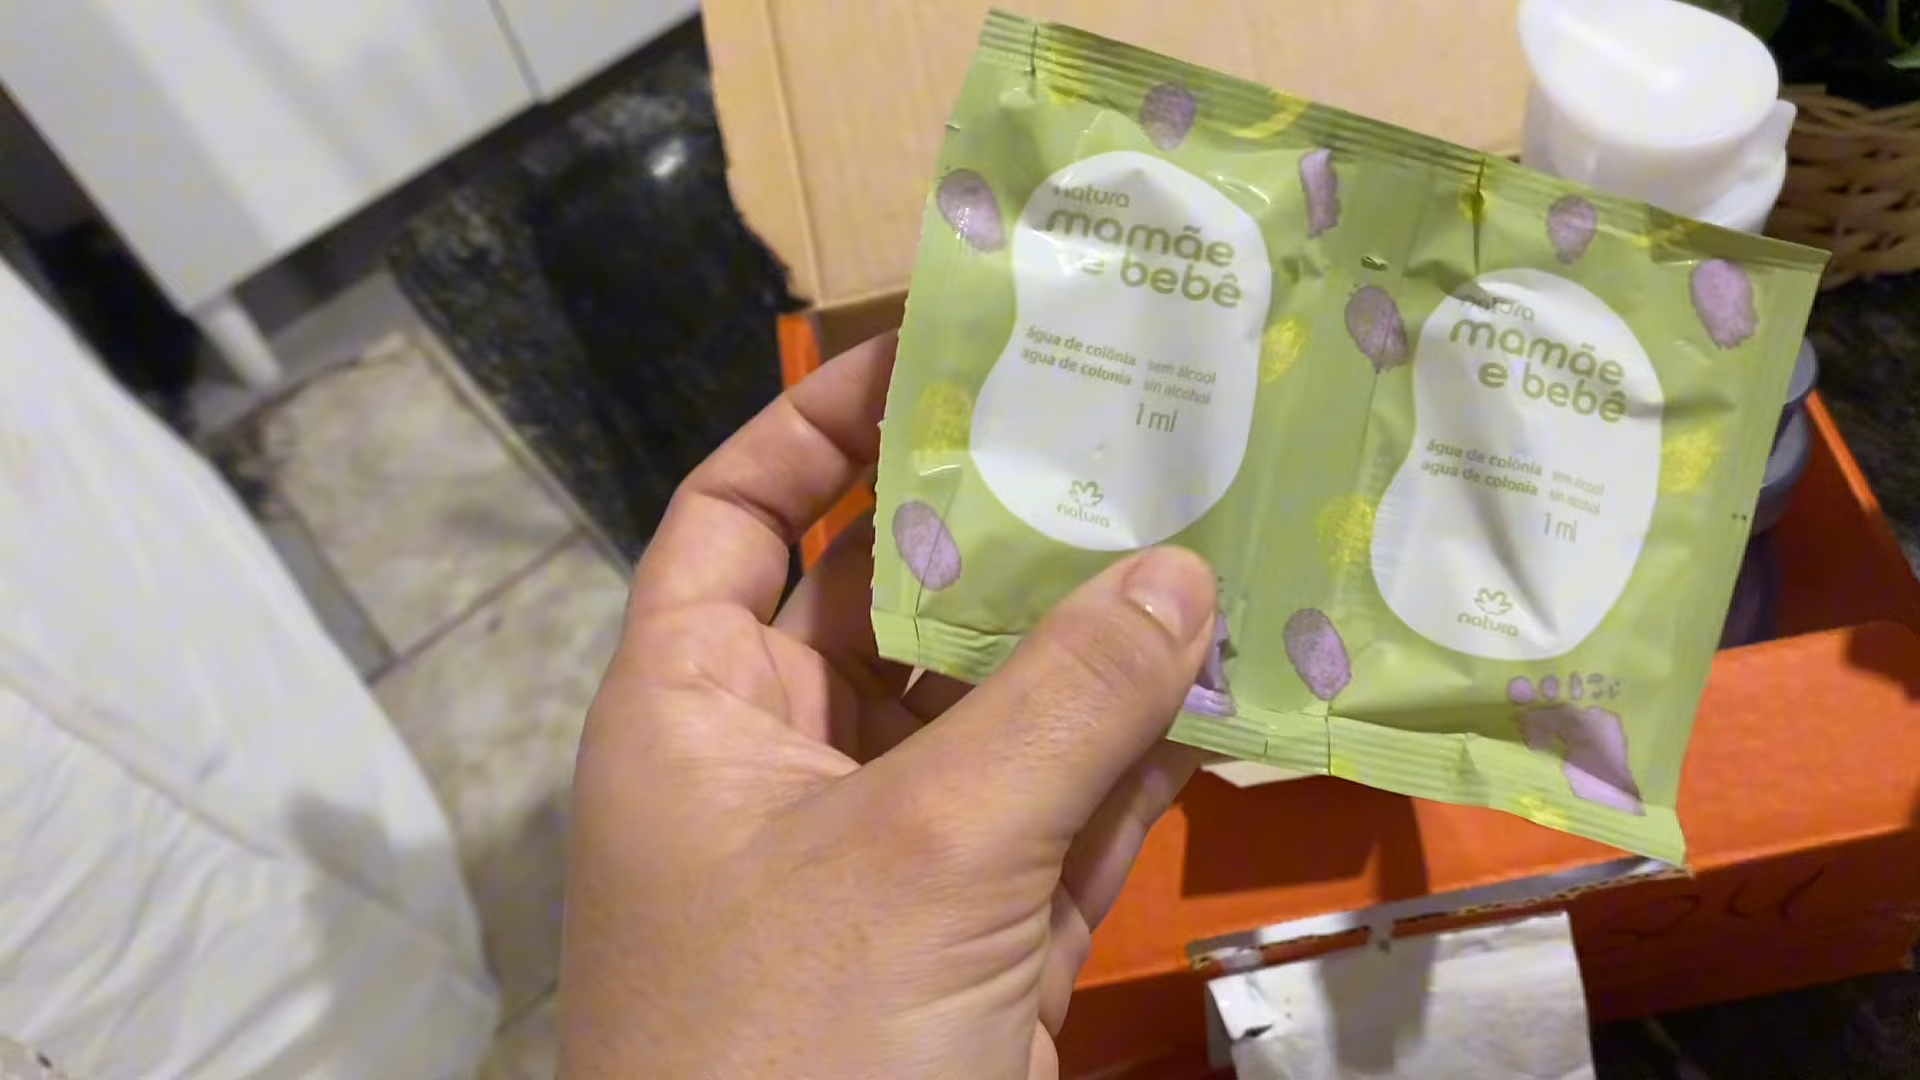 natura
mamãe
e bebê
água de colônia sem álcool
agua de colonia sin alcohol
1 ml
natura
natura
mamãe
e bebê
água de colônia sem álcool
agua de colonia sin alcohol
1 ml
natura